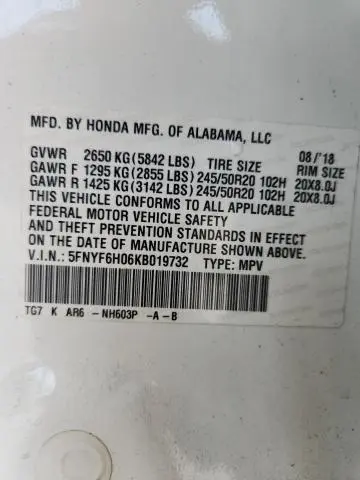 MFD. BY HONDA MFG. OF ALABAMA, LLC
GVWR 2650 KG (5842 LBS) TIRE SIZE 08/'18 RIM SIZE
GAWR F 1295 KG (2855 LBS) 245/50R20 102H 20X8.0J
GAWR R 1425 KG (3142 LBS) 245/50R20 102H 20X8.0J
THIS VEHICLE CONFORMS TO ALL APPLICABLE
FEDERAL MOTOR VEHICLE SAFETY
AND THEFT PREVENTION STANDARDS IN EFFECT
ON THE DATE OF MANUFACTURE SHOWN ABOVE.
V.I.N.: 5FNYF6H06KB019732 TYPE: MPV
TG7 K AR6 - NH603P -A-B